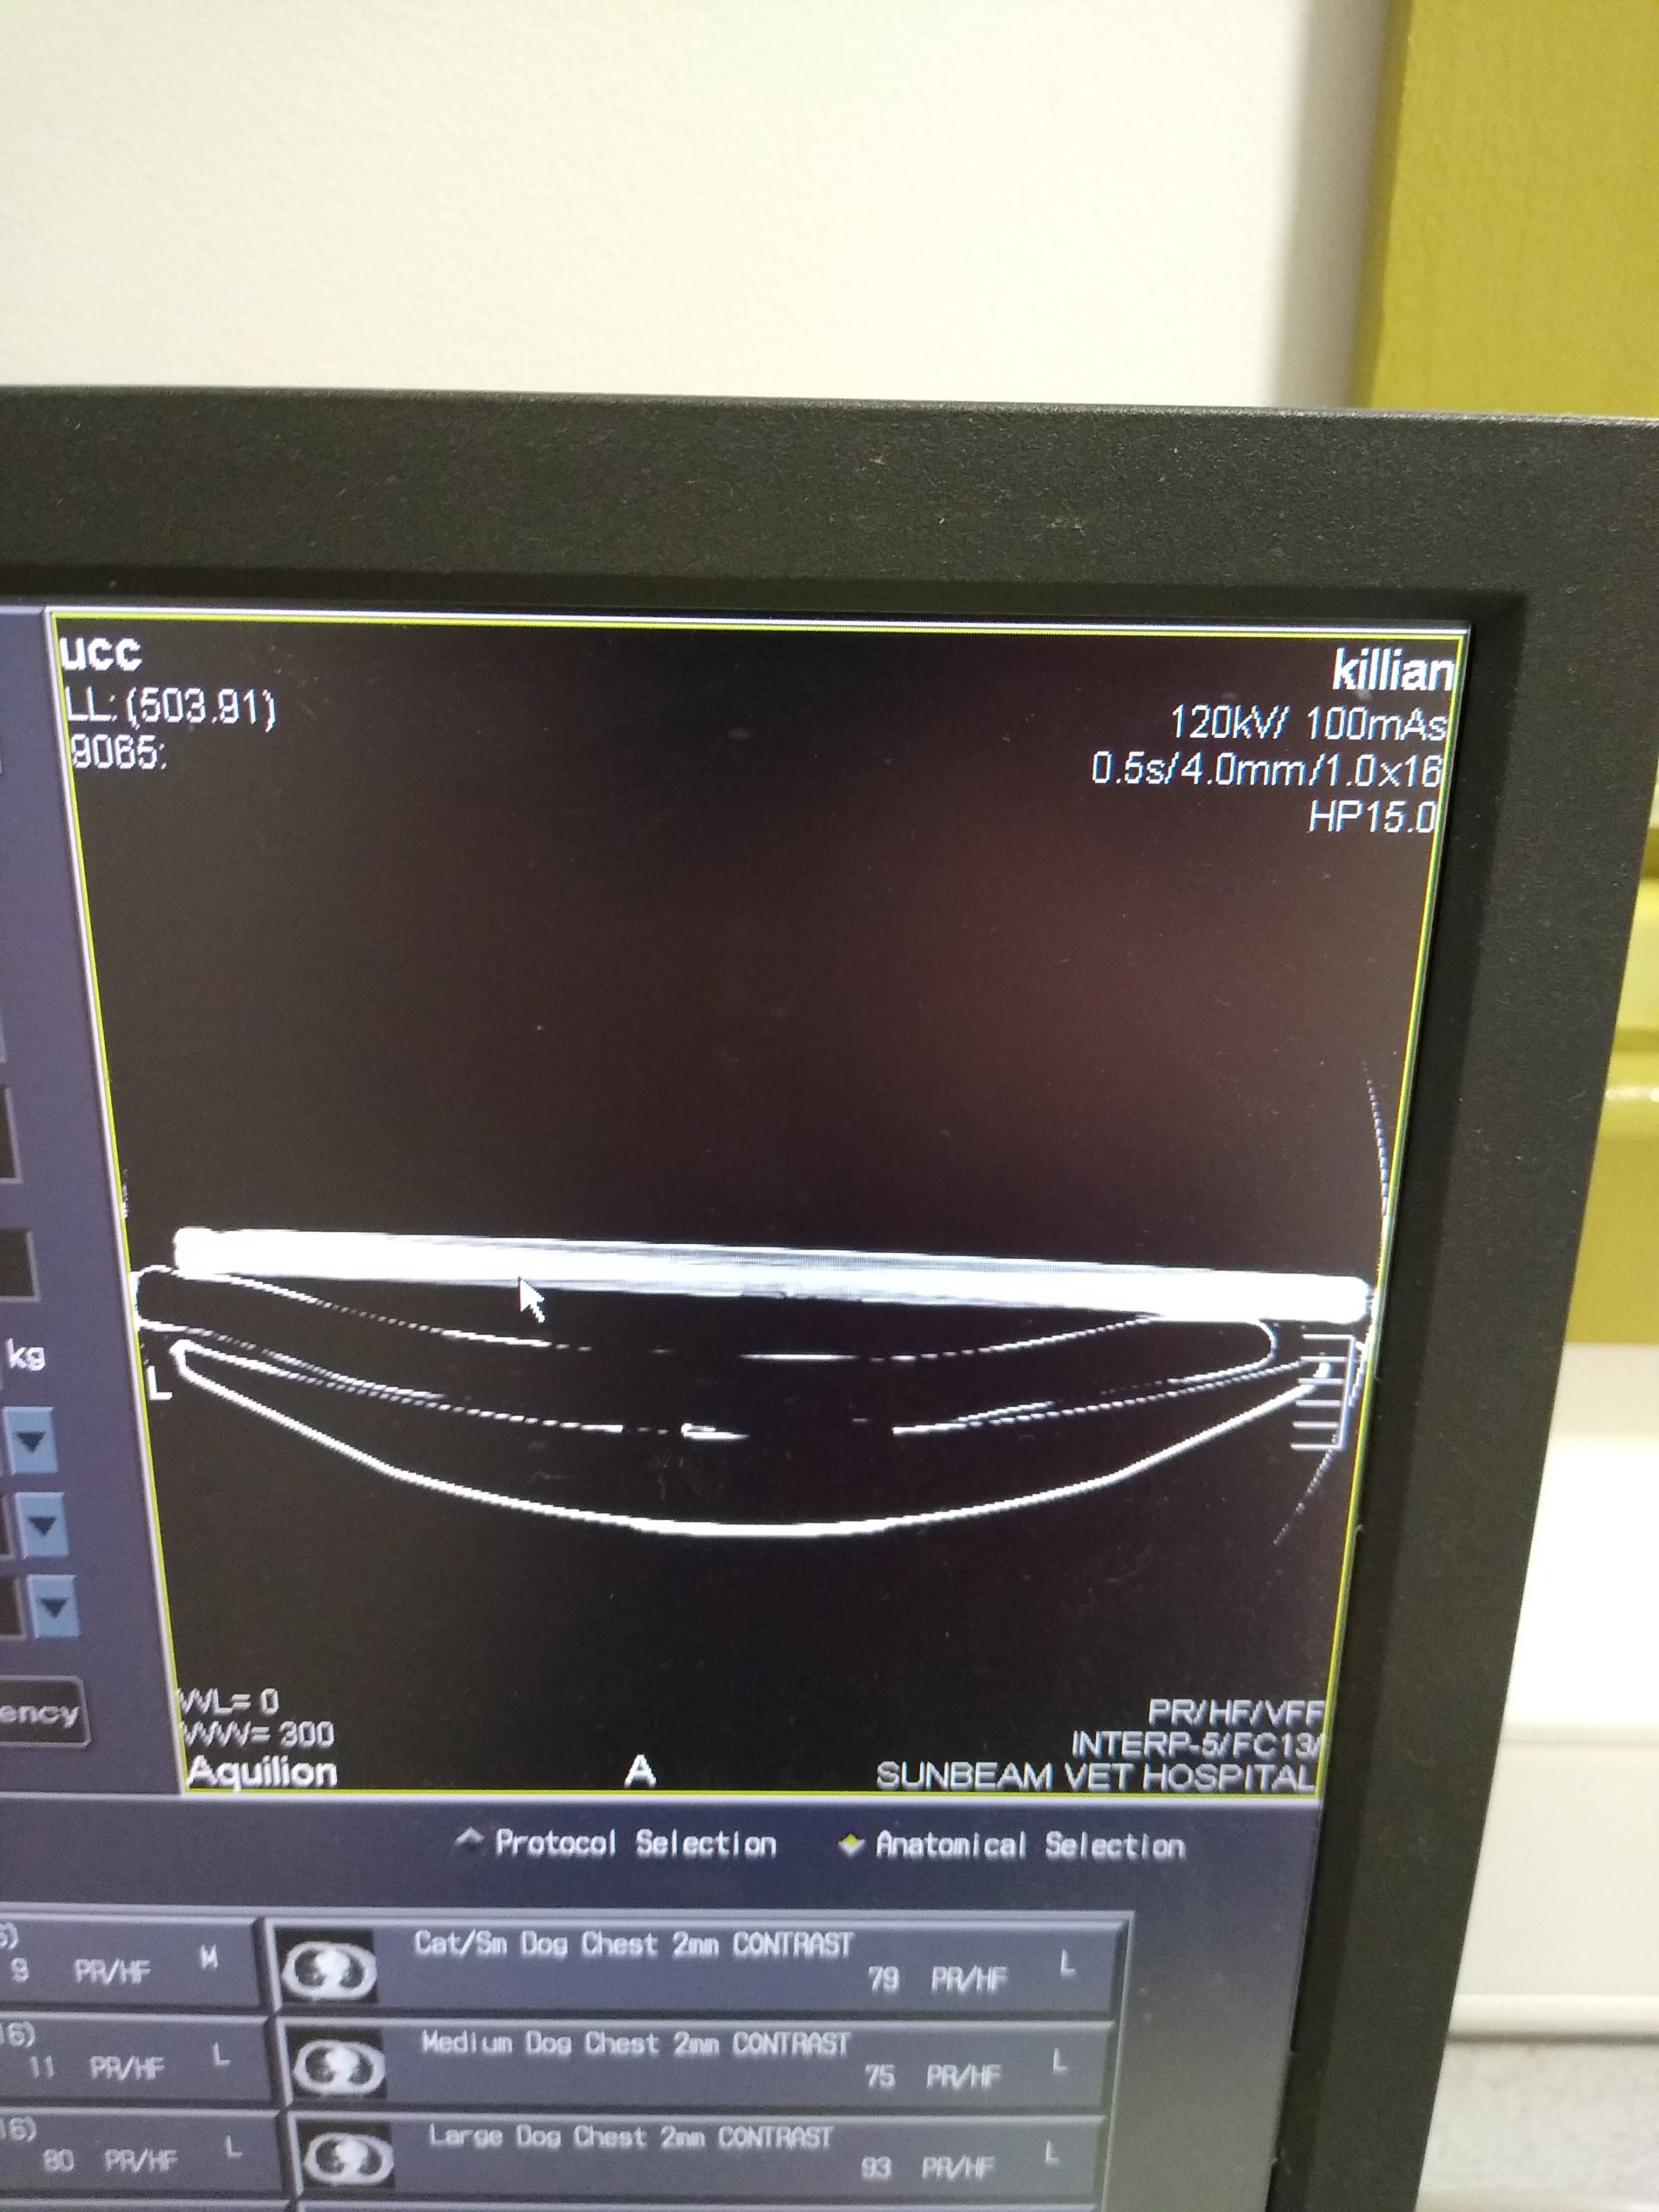 ucc
LL: (503.91)
9065:
killian
120kV/ 100mAs
0.5s/4.0mm/1.0x16
HP15.0
kg
L
ency
WL= 0
WW= 300
Aquilion
A
PR/HF/VFF
INTERP-5/FC13/
SUNBEAM VET HOSPITAL
Protocol Selection
Anatomical Selection
9 PR/HF M
Cat/Sm Dog Chest 2mm CONTRAST
79 PR/HF L
16)
11 PR/HF L
Medium Dog Chest 2mm CONTRAST
75 PR/HF L
16)
80 PR/HF L
Large Dog Chest 2mm CONTRAST
93 PR/HF L